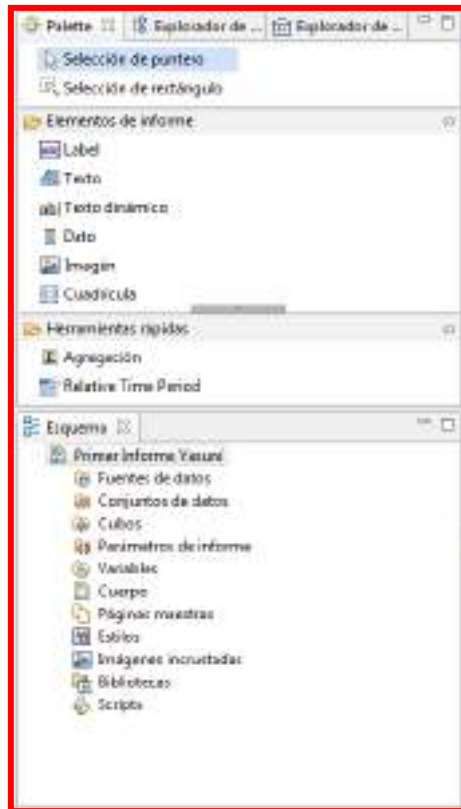 Palette Explorador de ... Explorador de ...
Selección de puntero
Selección de rectángulo
Elementos de informe
Label
Texto
ab| Texto dinámico
Dato
Imagen
Cuadrícula
Herramientas rápidas
Agregación
Relative Time Period
Esquema
Primer Informe Yasuní
Fuentes de datos
Conjuntos de datos
Cubos
Parámetros de informe
Variables
Cuerpo
Páginas maestras
Estilos
Imágenes incrustadas
Bibliotecas
Scripts